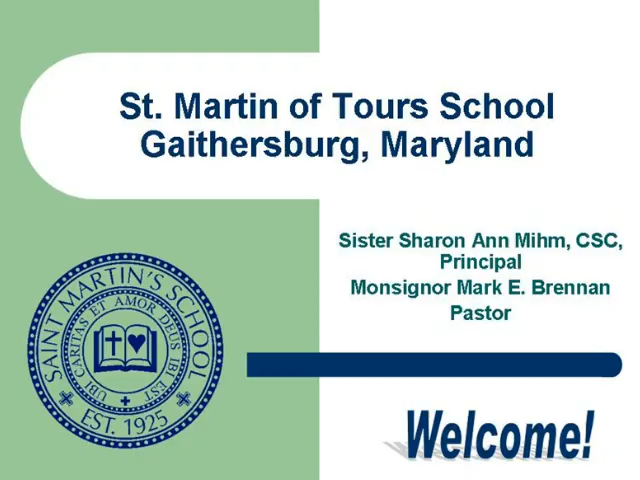 St. Martin of Tours School
Gaithersburg, Maryland
Sister Sharon Ann Mihm, CSC,
Principal
Monsignor Mark E. Brennan
Pastor
SAINT MARTIN'S SCHOOL
UBI CARITAS ET AMOR DEUS IBI EST
EST. 1925
Welcome!